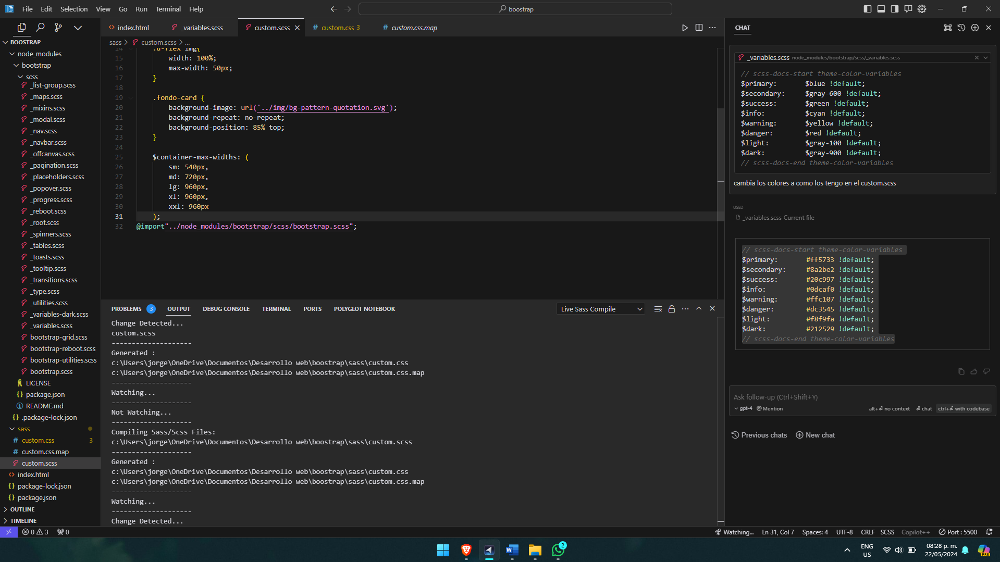 File Edit Selection View Go Run Terminal Help
boostrap
BOOSTRAP
node_modules
bootstrap
scss
_list-group.scss
_maps.scss
_mixins.scss
_modal.scss
_nav.scss
_navbar.scss
_offcanvas.scss
_pagination.scss
_placeholders.scss
_popover.scss
_progress.scss
_reboot.scss
_root.scss
_spinners.scss
_tables.scss
_toasts.scss
_tooltip.scss
_transitions.scss
_type.scss
_utilities.scss
_variables-dark.scss
_variables.scss
bootstrap-grid.scss
bootstrap-reboot.scss
bootstrap-utilities.scss
bootstrap.scss
LICENSE
package.json
README.md
.package-lock.json
sass
custom.css 3
custom.css.map
custom.scss
index.html
package-lock.json
package.json
OUTLINE
TIMELINE
index.html _variables.scss custom.scss custom.css 3 custom.css.map
sass > custom.scss > ...
14 .d-flex img{
15 width: 100%;
16 max-width: 50px;
17 }
18
19 .fondo-card {
20 background-image: url('../img/bg-pattern-quotation.svg');
21 background-repeat: no-repeat;
22 background-position: 85% top;
23 }
24
25 $container-max-widths: (
26 sm: 540px,
27 md: 720px,
28 lg: 960px,
29 xl: 960px,
30 xxl: 960px
31 );
32 @import"../node_modules/bootstrap/scss/bootstrap.scss";
PROBLEMS 3 OUTPUT DEBUG CONSOLE TERMINAL PORTS POLYGLOT NOTEBOOK
Live Sass Compile
Change Detected...
custom.scss
--------------------
Generated :
c:\Users\jorge\OneDrive\Documentos\Desarrollo web\boostrap\sass\custom.css
c:\Users\jorge\OneDrive\Documentos\Desarrollo web\boostrap\sass\custom.css.map
--------------------
Watching...
--------------------
Not Watching...
--------------------
Compiling Sass/Scss Files:
c:\Users\jorge\OneDrive\Documentos\Desarrollo web\boostrap\sass\custom.scss
--------------------
Generated :
c:\Users\jorge\OneDrive\Documentos\Desarrollo web\boostrap\sass\custom.css
c:\Users\jorge\OneDrive\Documentos\Desarrollo web\boostrap\sass\custom.css.map
--------------------
Watching...
--------------------
Change Detected...
CHAT
_variables.scss node_modules/bootstrap/scss/_variables.scss
// scss-docs-start theme-color-variables
$primary: $blue !default;
$secondary: $gray-600 !default;
$success: $green !default;
$info: $cyan !default;
$warning: $yellow !default;
$danger: $red !default;
$light: $gray-100 !default;
$dark: $gray-900 !default;
// scss-docs-end theme-color-variables
cambia los colores a como los tengo en el custom.scss
USED
_variables.scss Current file
// scss-docs-start theme-color-variables
$primary: #ff5733 !default;
$secondary: #8a2be2 !default;
$success: #20c997 !default;
$info: #0dcaf0 !default;
$warning: #ffc107 !default;
$danger: #dc3545 !default;
$light: #f8f9fa !default;
$dark: #212529 !default;
// scss-docs-end theme-color-variables
Ask follow-up (Ctrl+Shift+Y)
gpt-4 @ Mention alt+⏎ no context ⏎ chat ctrl+⏎ with codebase
Previous chats New chat
0 3 0
Watching... Ln 31, Col 7 Spaces: 4 UTF-8 CRLF SCSS Copilot++ Port : 5500
2
ENG
US
08:28 p. m.
22/05/2024
PRE